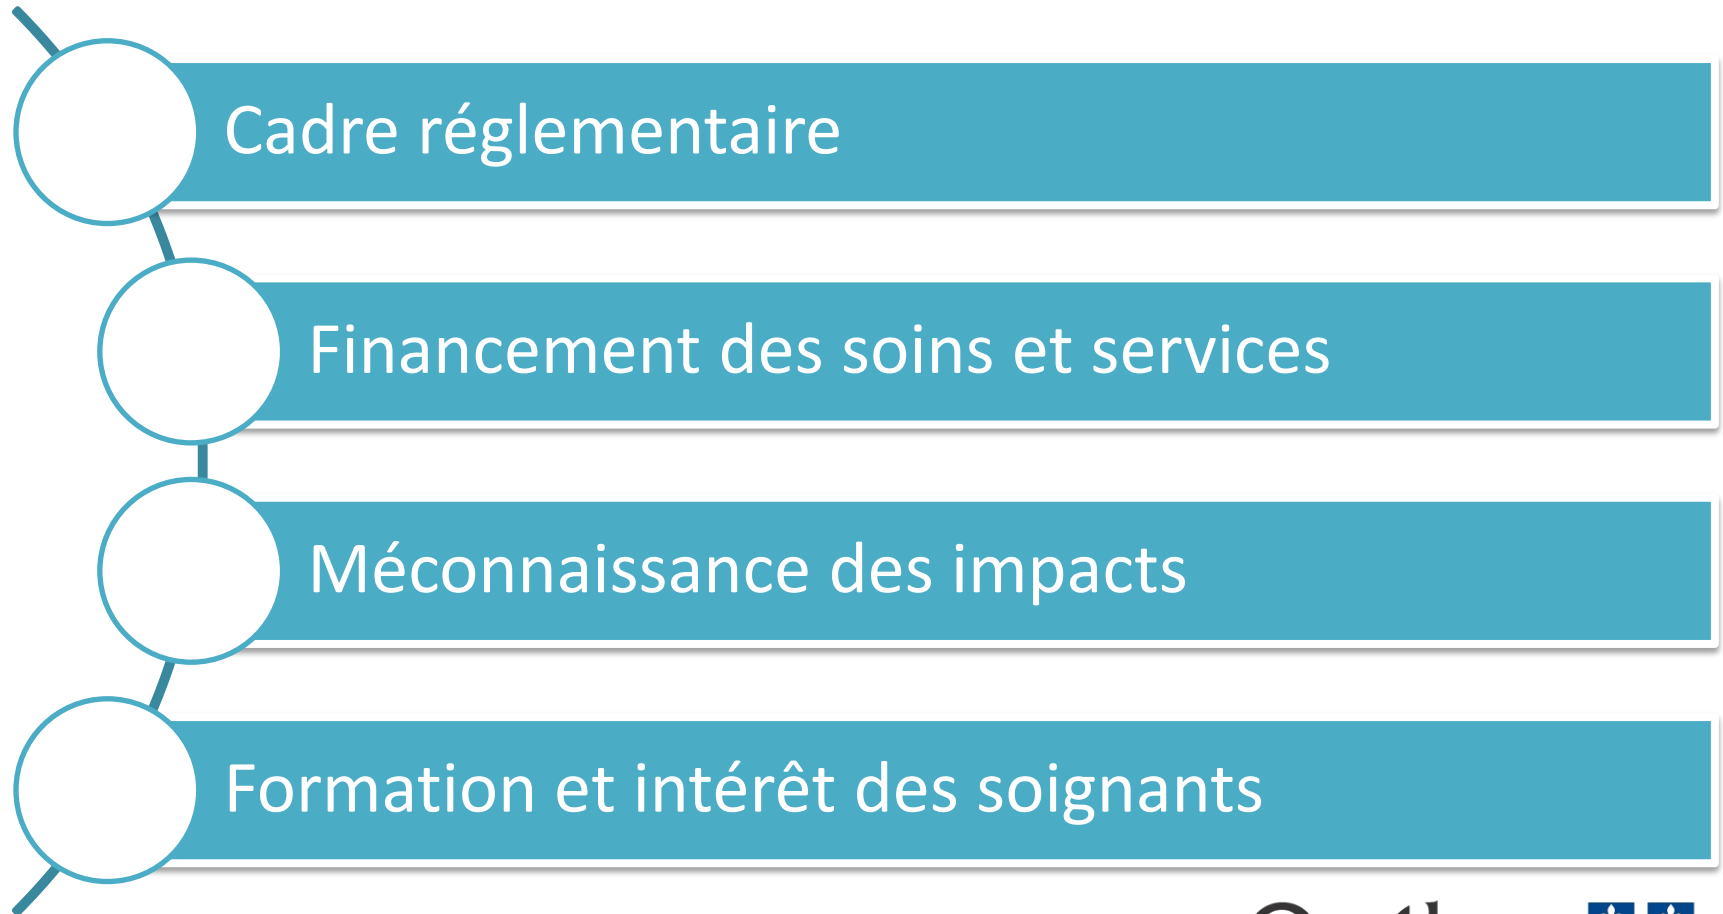 Cadre réglementaire
Financement des soins et services
Méconnaissance des impacts
Formation et intérêt des soignants